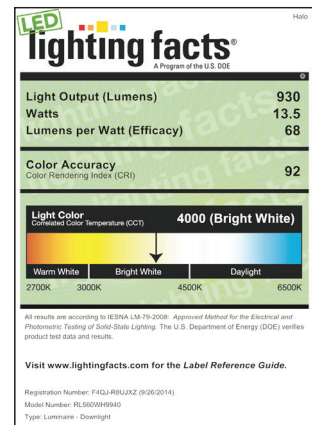 Halo
LED
lighting facts®
A Program of the U.S. DOE
Light Output (Lumens) 930
Watts 13.5
Lumens per Watt (Efficacy) 68
Color Accuracy
Color Rendering Index (CRI) 92
Light Color
Correlated Color Temperature (CCT) 4000 (Bright White)
Warm White Bright White Daylight
2700K 3000K 4500K 6500K
All results are according to IESNA LM-79-2008: Approved Method for the Electrical and
Photometric Testing of Solid-State Lighting. The U.S. Department of Energy (DOE) verifies
product test data and results.
Visit www.lightingfacts.com for the Label Reference Guide.
Registration Number: F4QJ-R8UJXZ (9/26/2014)
Model Number: RL560WH9940
Type: Luminaire - Downlight